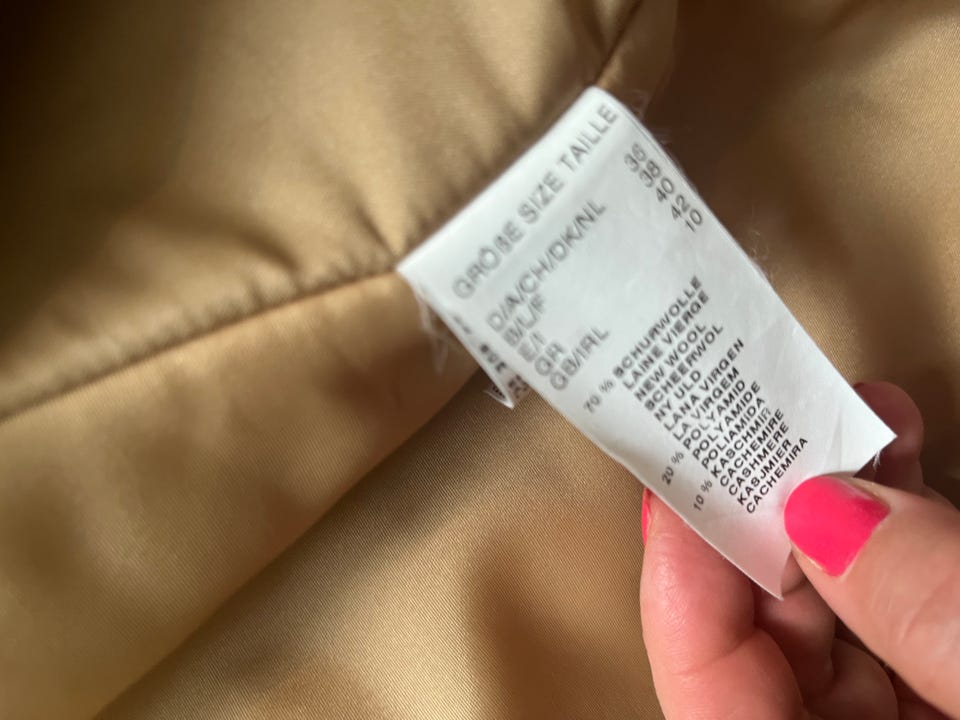 GRÖßE SIZE TAILLE
D/A/CH/DK/NL 36
B/L/F 38
E/I 40
GR 42
GB/IRL 10
70 % SCHURWOLLE
LAINE VIERGE
NEW WOOL
SCHEERWOL
NY ULD
LANA VIRGEN
LA VIRGEM
20 % POLYAMID
POLYAMIDE
POLIAMIDA
10 % KASCHMIR
CACHEMIRE
CASHMERE
KASJMIER
CACHEMIRA